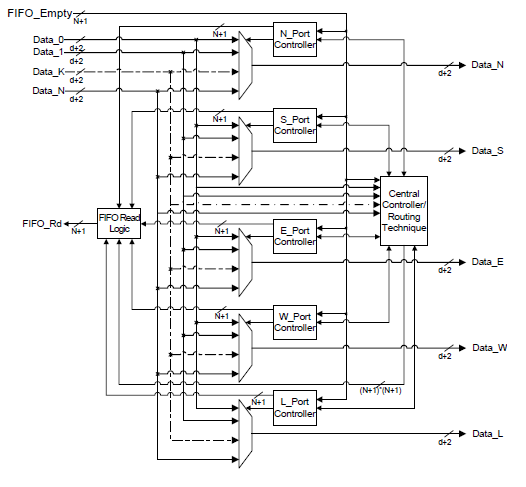 FIFO_Empty
N+1
Data_0
d+2
Data_1
d+2
Data_K
d+2
Data_N
d+2
N+1
N_Port
Controller
Data_N
d+2
N+1
S_Port
Controller
Data_S
d+2
Central
Controller/
Routing
Technique
FIFO_Rd
N+1
FIFO Read
Logic
N+1
E_Port
Controller
Data_E
d+2
N+1
W_Port
Controller
Data_W
d+2
(N+1)*(N+1)
N+1
L_Port
Controller
Data_L
d+2